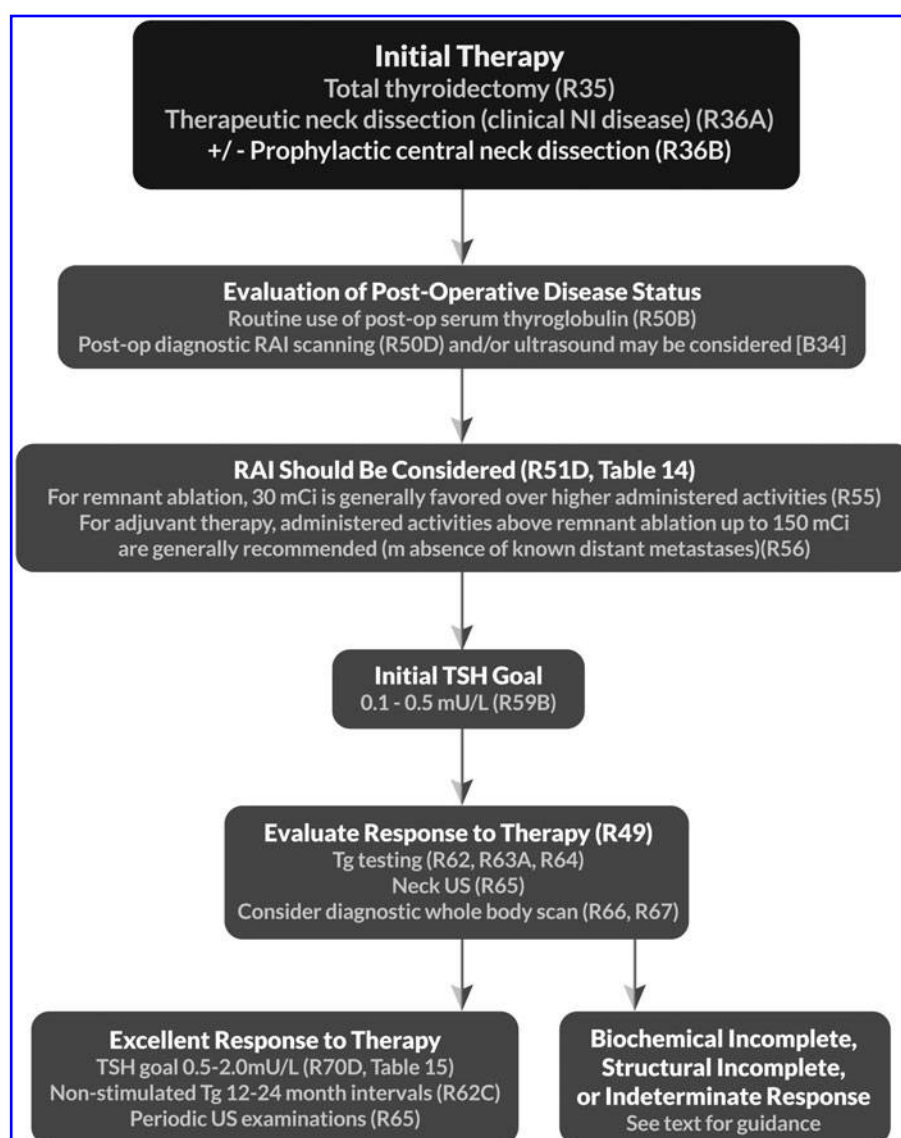 Initial Therapy
Total thyroidectomy (R35)
Therapeutic neck dissection (clinical NI disease) (R36A)
+/ - Prophylactic central neck dissection (R36B)
Evaluation of Post-Operative Disease Status
Routine use of post-op serum thyroglobulin (R50B)
Post-op diagnostic RAI scanning (R50D) and/or ultrasound may be considered [B34]
RAI Should Be Considered (R51D, Table 14)
For remnant ablation, 30 mCi is generally favored over higher administered activities (R55)
For adjuvant therapy, administered activities above remnant ablation up to 150 mCi
are generally recommended (m absence of known distant metastases)(R56)
Initial TSH Goal
0.1 - 0.5 mU/L (R59B)
Evaluate Response to Therapy (R49)
Tg testing (R62, R63A, R64)
Neck US (R65)
Consider diagnostic whole body scan (R66, R67)
Excellent Response to Therapy
TSH goal 0.5-2.0mU/L (R70D, Table 15)
Non-stimulated Tg 12-24 month intervals (R62C)
Periodic US examinations (R65)
Biochemical Incomplete,
Structural Incomplete,
or Indeterminate Response
See text for guidance